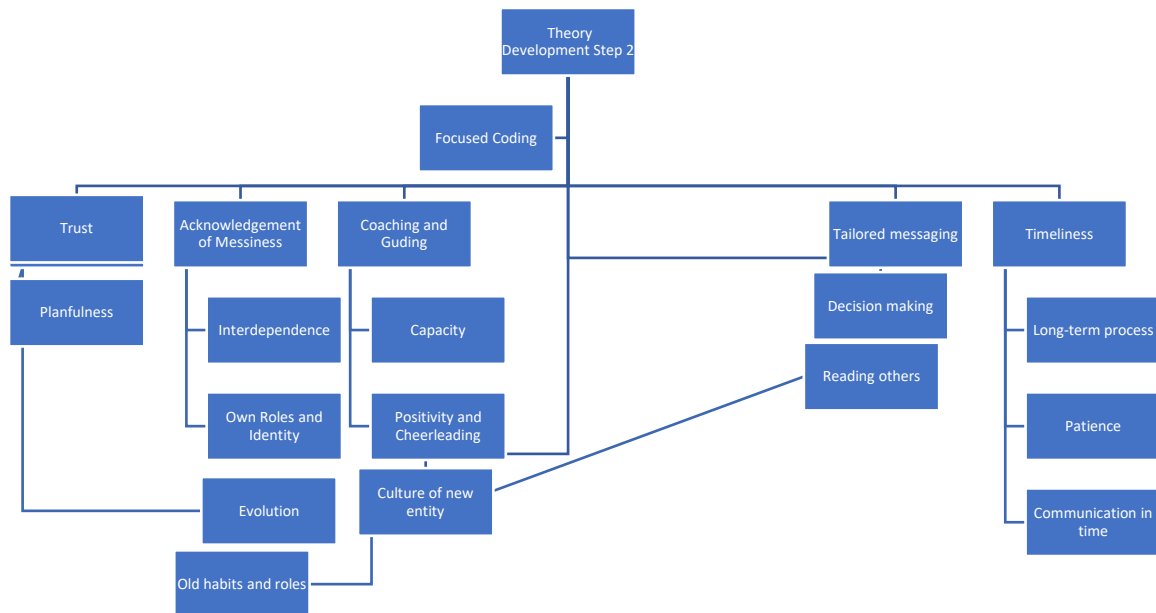 Theory
Development Step 2
Focused Coding
Trust
Acknowledgement
of Messiness
Coaching and
Guding
Tailored messaging
Timeliness
Planfulness
Decision making
Interdependence
Capacity
Long-term process
Reading others
Own Roles and
Identity
Positivity and
Cheerleading
Patience
Evolution
Culture of new
entity
Communication in
time
Old habits and roles